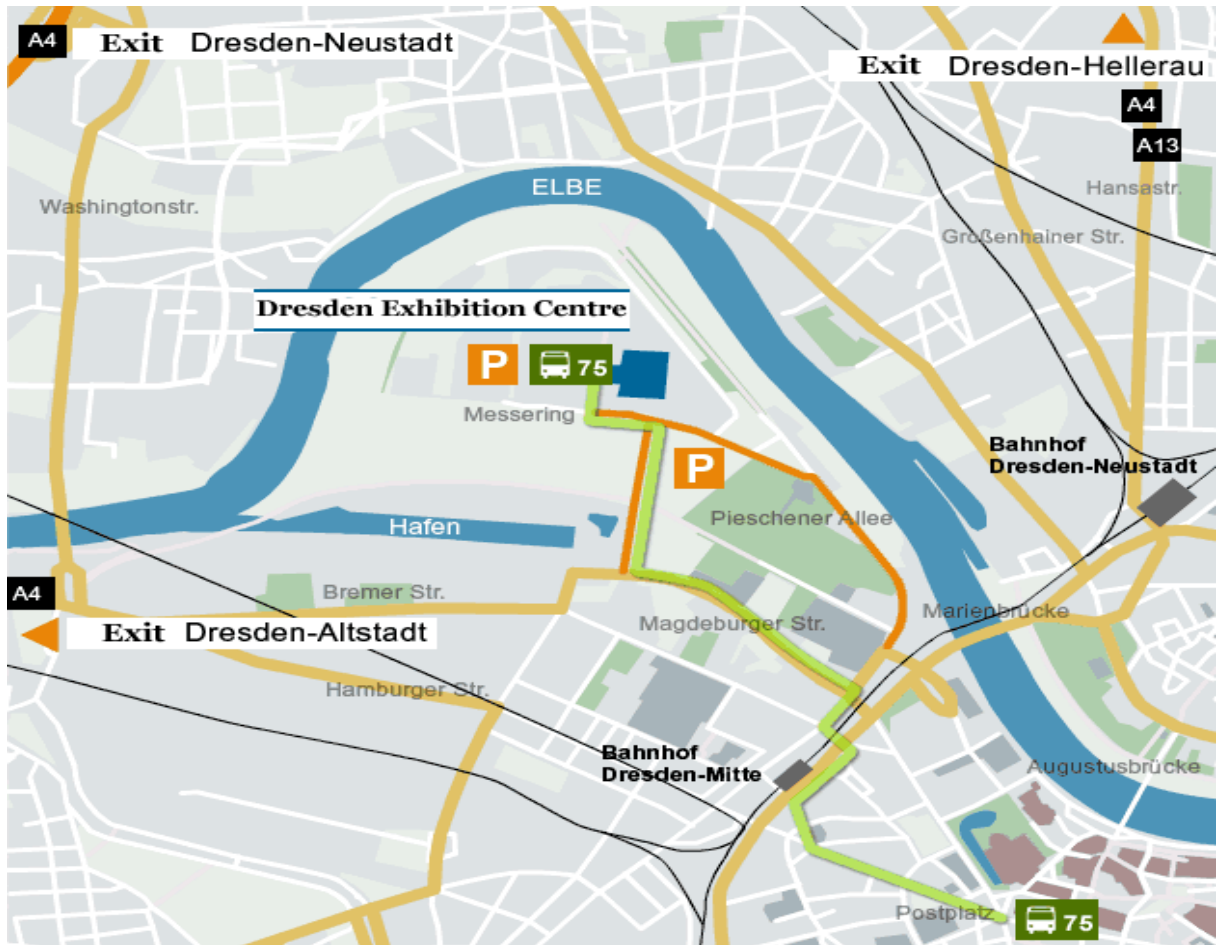 A4 Exit Dresden-Neustadt
Exit Dresden-Hellerau
A4
A13
Hansastr.
ELBE
Washingtonstr.
Großenhainer Str.
Dresden Exhibition Centre
P 75
Messering
Bahnhof
Dresden-Neustadt
P
Pieschener Allee
Hafen
A4
Bremer Str.
Marienbrücke
Magdeburger Str.
Exit Dresden-Altstadt
Hamburger Str.
Bahnhof
Dresden-Mitte
Augustusbrücke
Postplatz 75